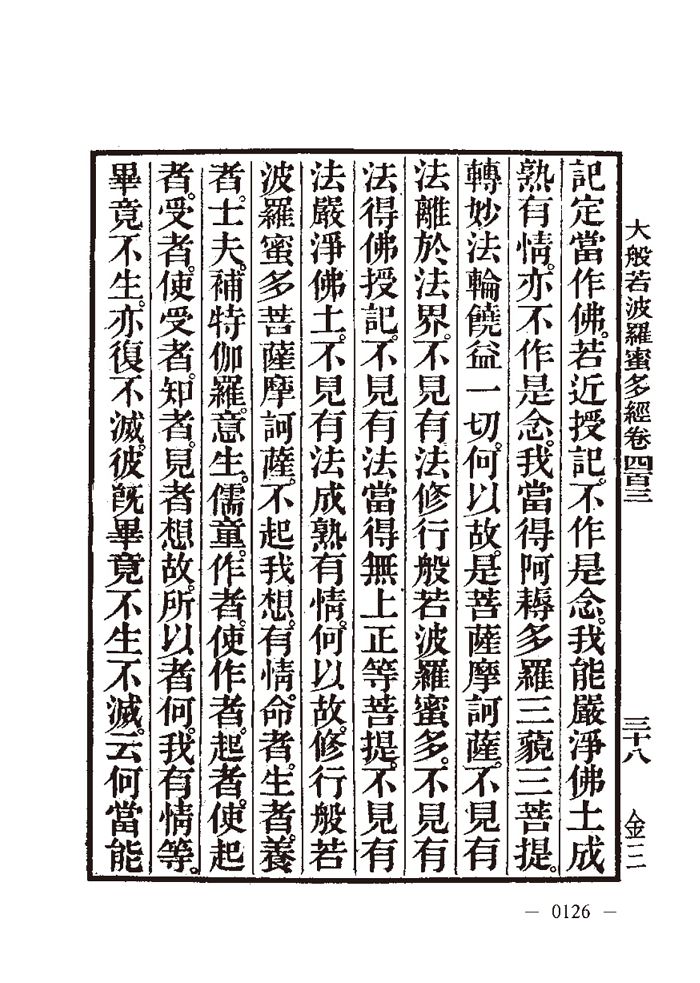 大般若波羅蜜多經卷四百三 三十八 金三
記定當作佛若近授記不作是念我能嚴淨佛土成
熟有情亦不作是念我當得阿耨多羅三藐三菩提
轉妙法輪饒益一切何以故是菩薩摩訶薩不見有
法離於法界不見有法修行般若波羅蜜多不見有
法得佛授記不見有法當得無上正等菩提不見有
法嚴淨佛土不見有法成熟有情何以故修行般若
波羅蜜多菩薩摩訶薩不起我想有情命者生者養
者士夫補特伽羅意生儒童作者使作者起者使起
者受者使受者知者見者想故所以者何我有情等
畢竟不生亦復不滅彼旣畢竟不生不滅云何當能
— 0126 —